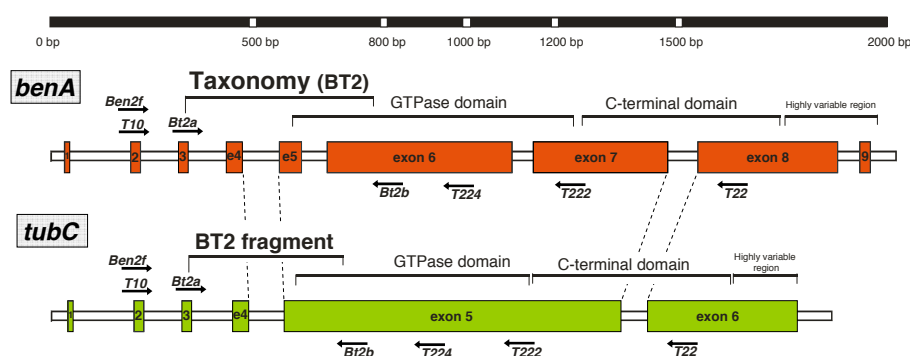 0 bp 500 bp 800 bp 1000 bp 1200 bp 1500 bp 2000 bp
benA
Taxonomy (BT2)
Ben2f
T10
Bt2a
GTPase domain
C-terminal domain
Highly variable region
1 2 3 e4 e5 exon 6 exon 7 exon 8 9
Bt2b T224 T222 T22
tubC
BT2 fragment
Ben2f
T10
Bt2a
GTPase domain
C-terminal domain
Highly variable
region
1 2 3 e4 exon 5 exon 6
Bt2b T224 T222 T22